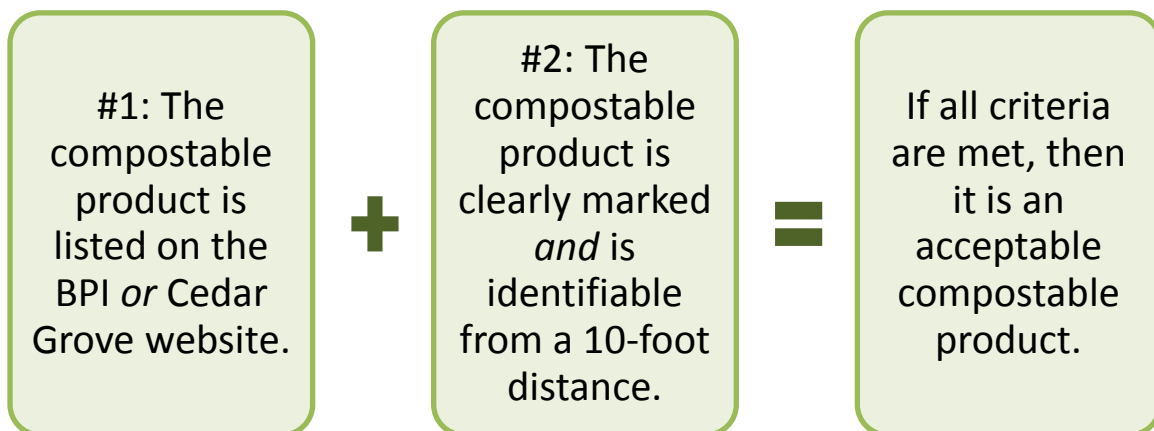 #1: The
compostable
product is
listed on the
BPI or Cedar
Grove website.
+
#2: The
compostable
product is
clearly marked
and is
identifiable
from a 10-foot
distance.
=
If all criteria
are met, then
it is an
acceptable
compostable
product.